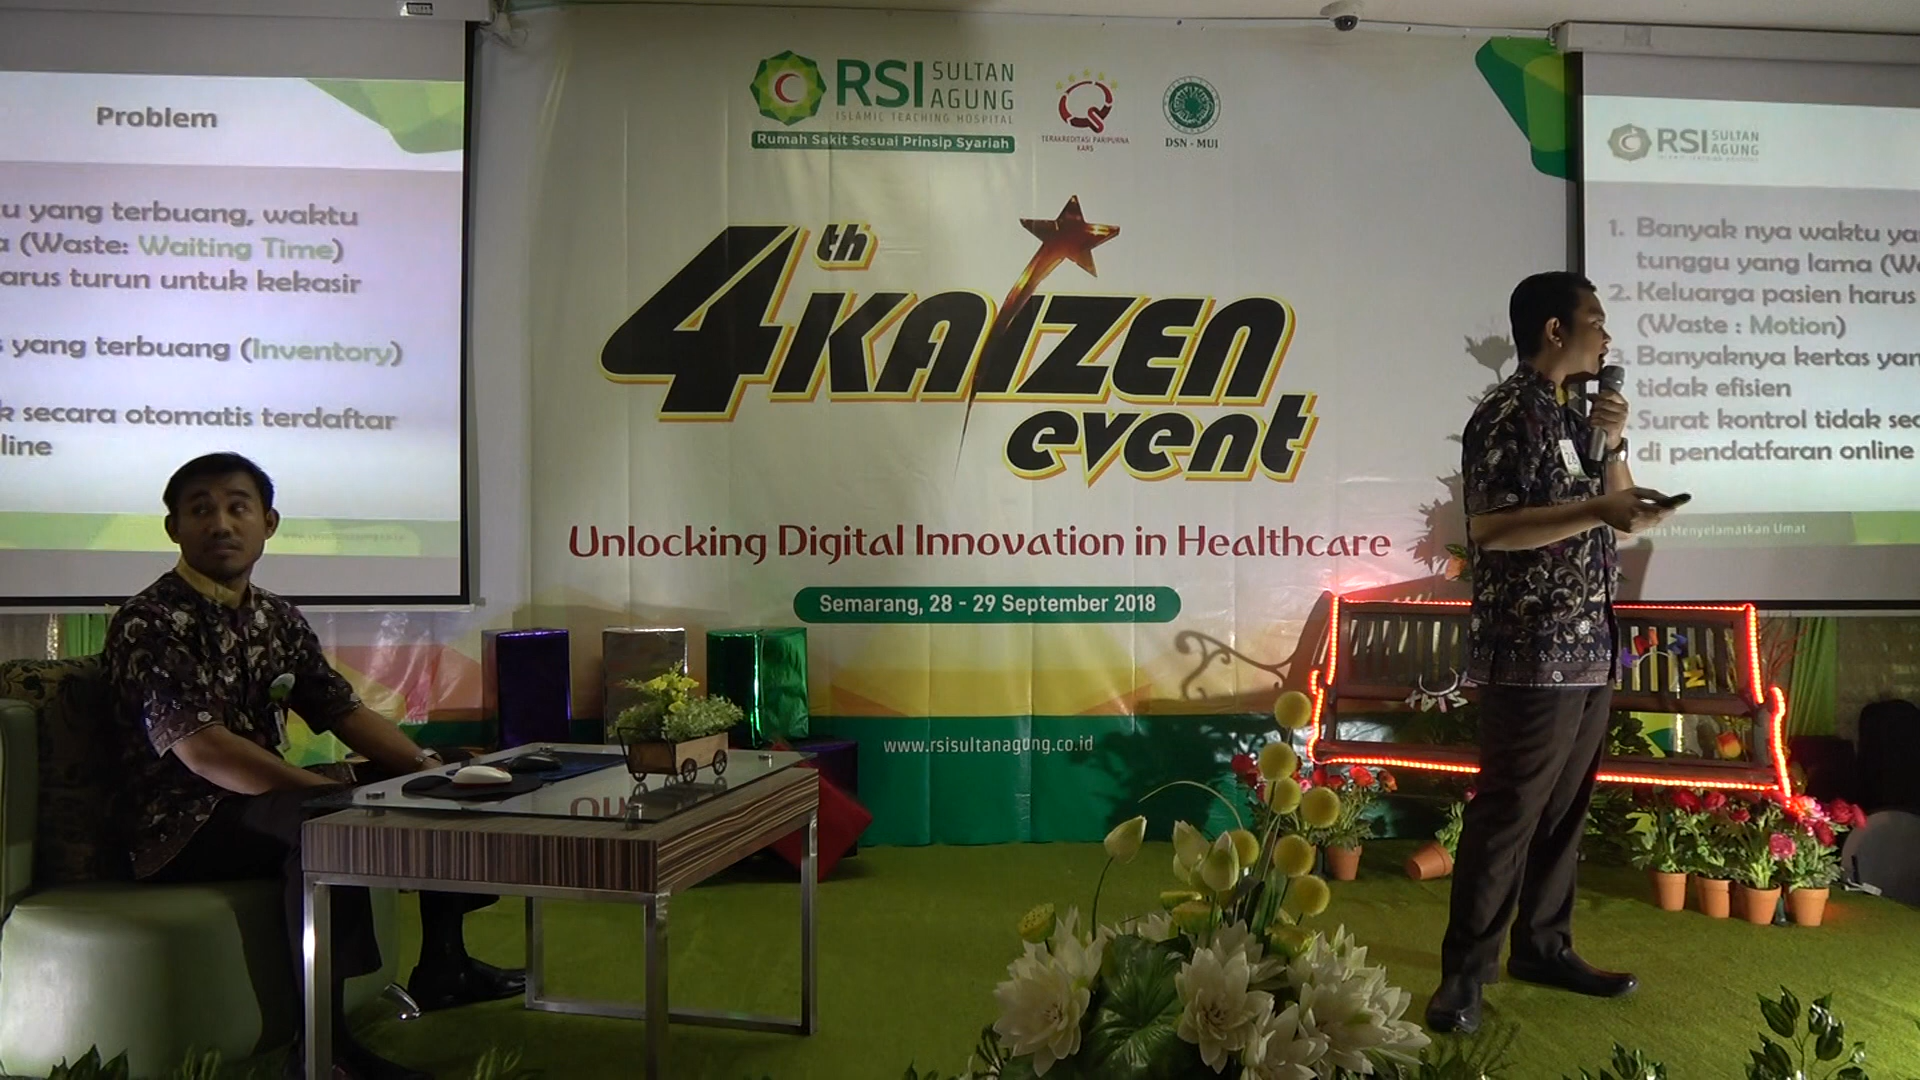 Problem
u yang terbuang, waktu
a (Waste: Waiting Time)
arus turun untuk kekasir
s yang terbuang (Inventory)
k secara otomatis terdaftar
line
RSI SULTAN AGUNG
ISLAMIC TEACHING HOSPITAL
Rumah Sakit Sesuai Prinsip Syariah
TERAKREDITASI PARIPURNA
KARS
DSN - MUI
4th KAIZEN
event
Unlocking Digital Innovation in Healthcare
Semarang, 28 - 29 September 2018
www.rsisultanagung.co.id
RSI SULTAN AGUNG
1. Banyak nya waktu ya
tunggu yang lama (W
2. Keluarga pasien harus
(Waste : Motion)
3. Banyaknya kertas yan
tidak efisien
Surat kontrol tidak sec
di pendatfaran online
Menyelamatkan Umat